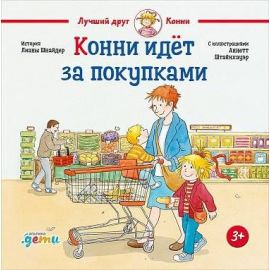 Лучший друг Конни
История
Лианы Шнайдер
С иллюстрациями
Аннетт
Штайнхауэр
Конни идёт
за покупками
3+
альпина
дети